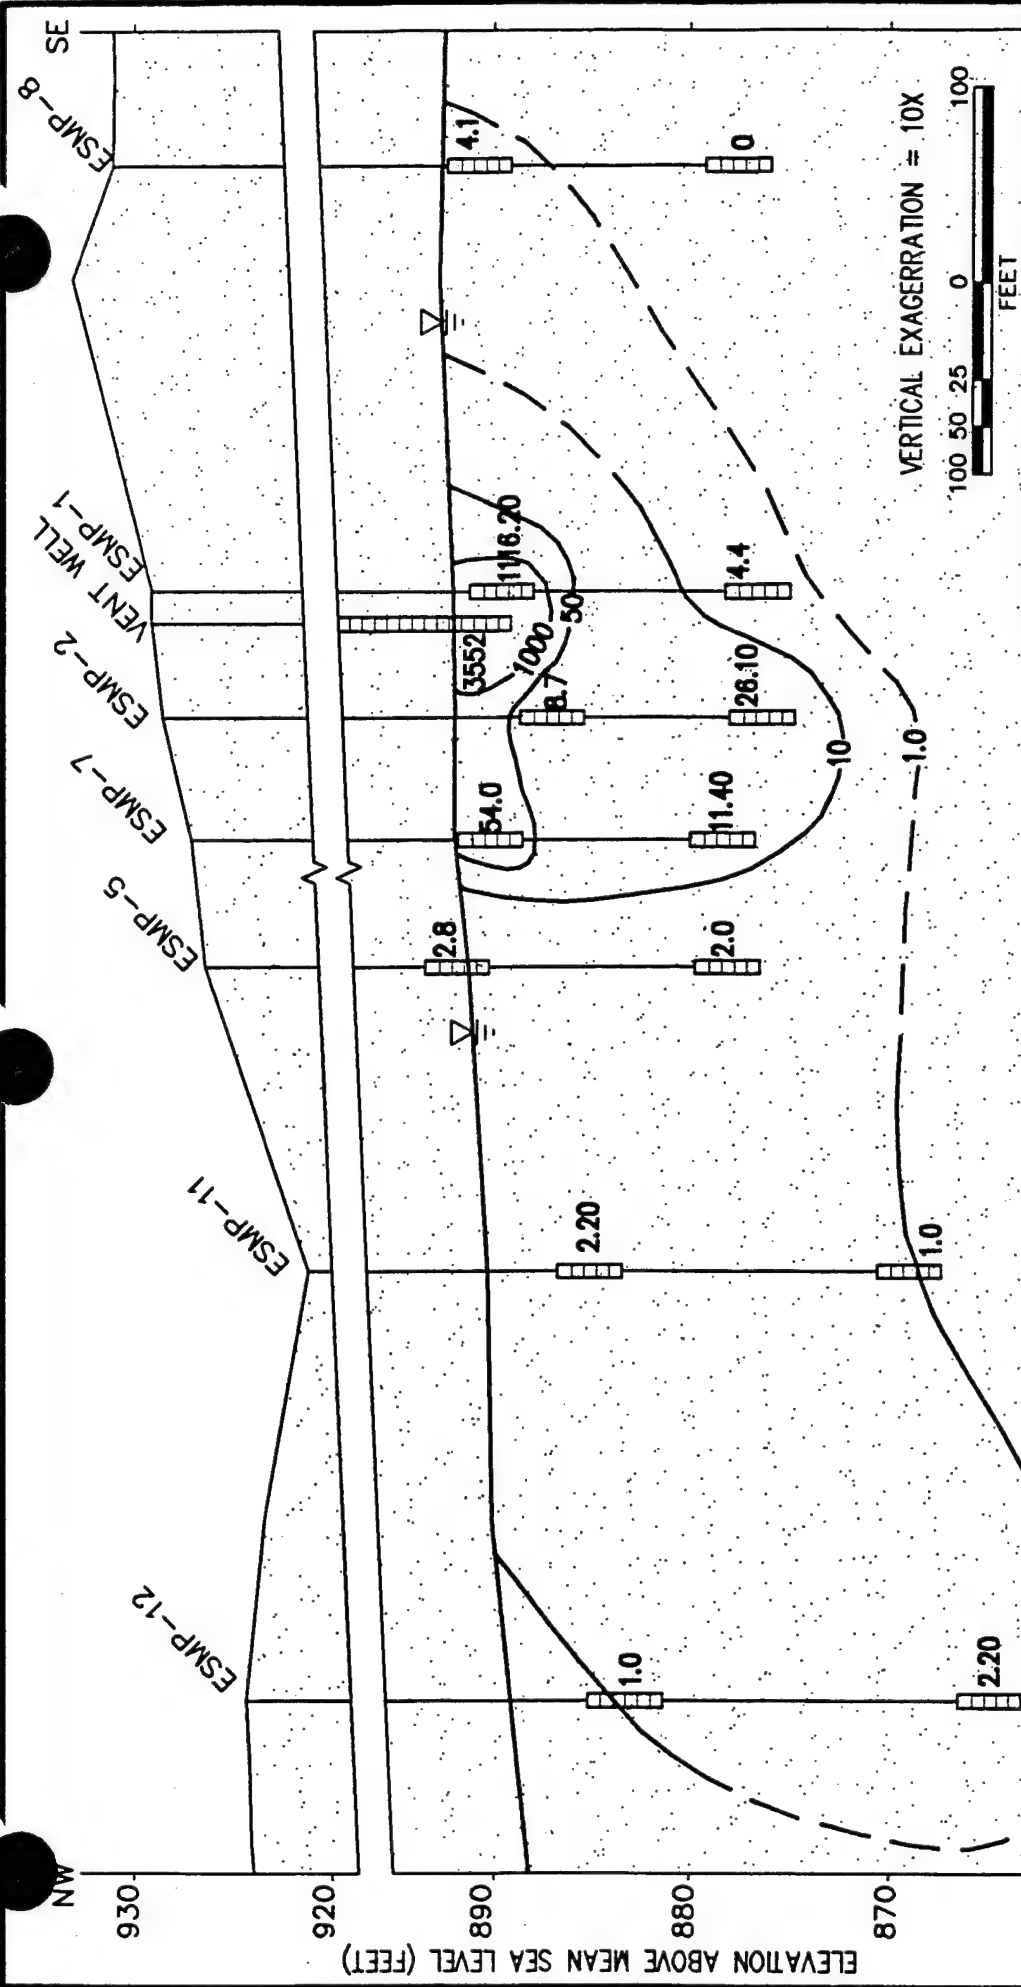 NW
SE
ESMP-12
ESMP-11
ESMP-5
ESMP-7
ESMP-2
VENT WELL
ESMP-1
ESMP-8
ELEVATION ABOVE MEAN SEA LEVEL (FEET)
930
920
890
880
870
1.0
2.20
2.20
1.0
2.8
2.0
54.0
11.40
8.7
26.10
3552
1116.20
4.4
4.1
0
1000
50
10
1.0
VERTICAL EXAGERRATION = 10X
100 50 25 0 100
FEET